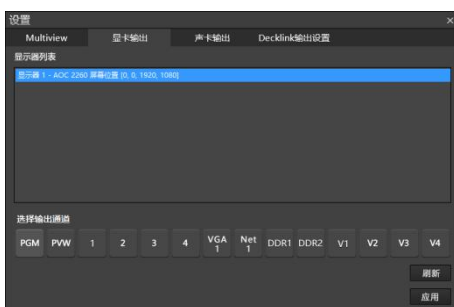 设置 ×
Multiview 显卡输出 声卡输出 Decklink输出设置
显示器列表
显示器 1 - AOC 2260 屏幕位置 [0, 0, 1920, 1080]
选择输出通道
PGM PVW 1 2 3 4 VGA 1 Net 1 DDR1 DDR2 V1 V2 V3 V4
刷新
应用